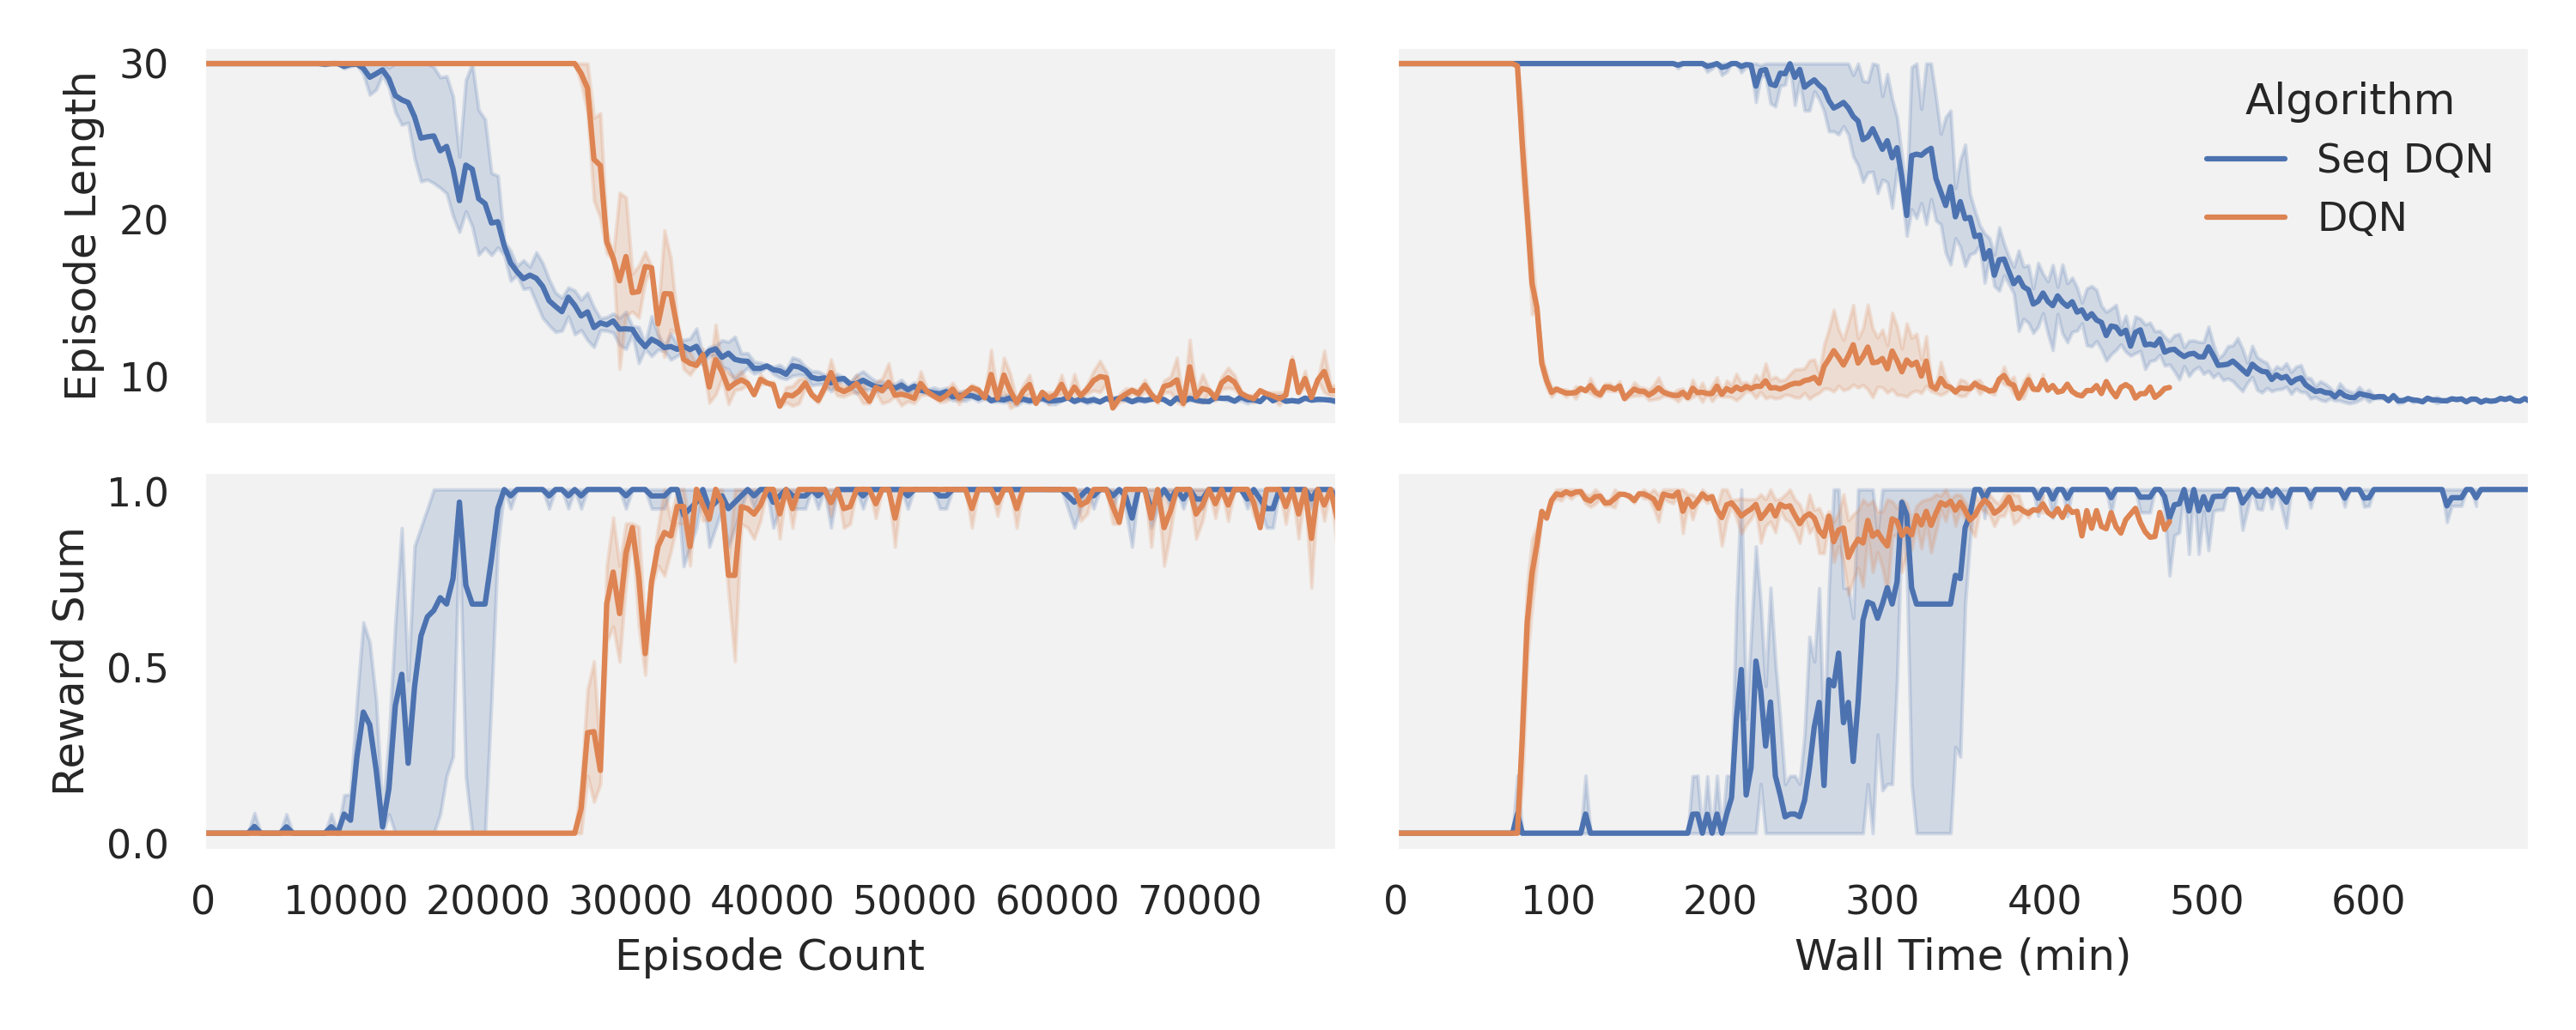 Episode Length
30
20
10
Algorithm
Seq DQN
DQN
Reward Sum
1.0
0.5
0.0
0 10000 20000 30000 40000 50000 60000 70000
Episode Count
0 100 200 300 400 500 600
Wall Time (min)